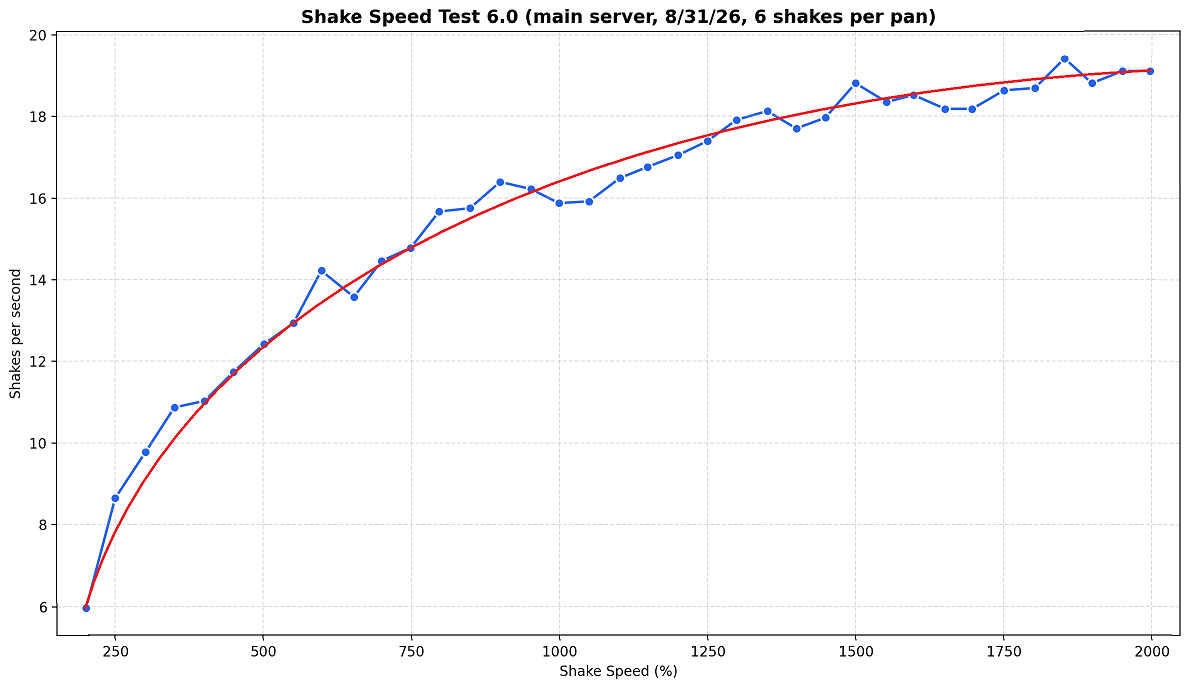 Shake Speed Test 6.0 (main server, 8/31/26, 6 shakes per pan)
20
18
16
14
12
10
8
6
Shakes per second
250 500 750 1000 1250 1500 1750 2000
Shake Speed (%)